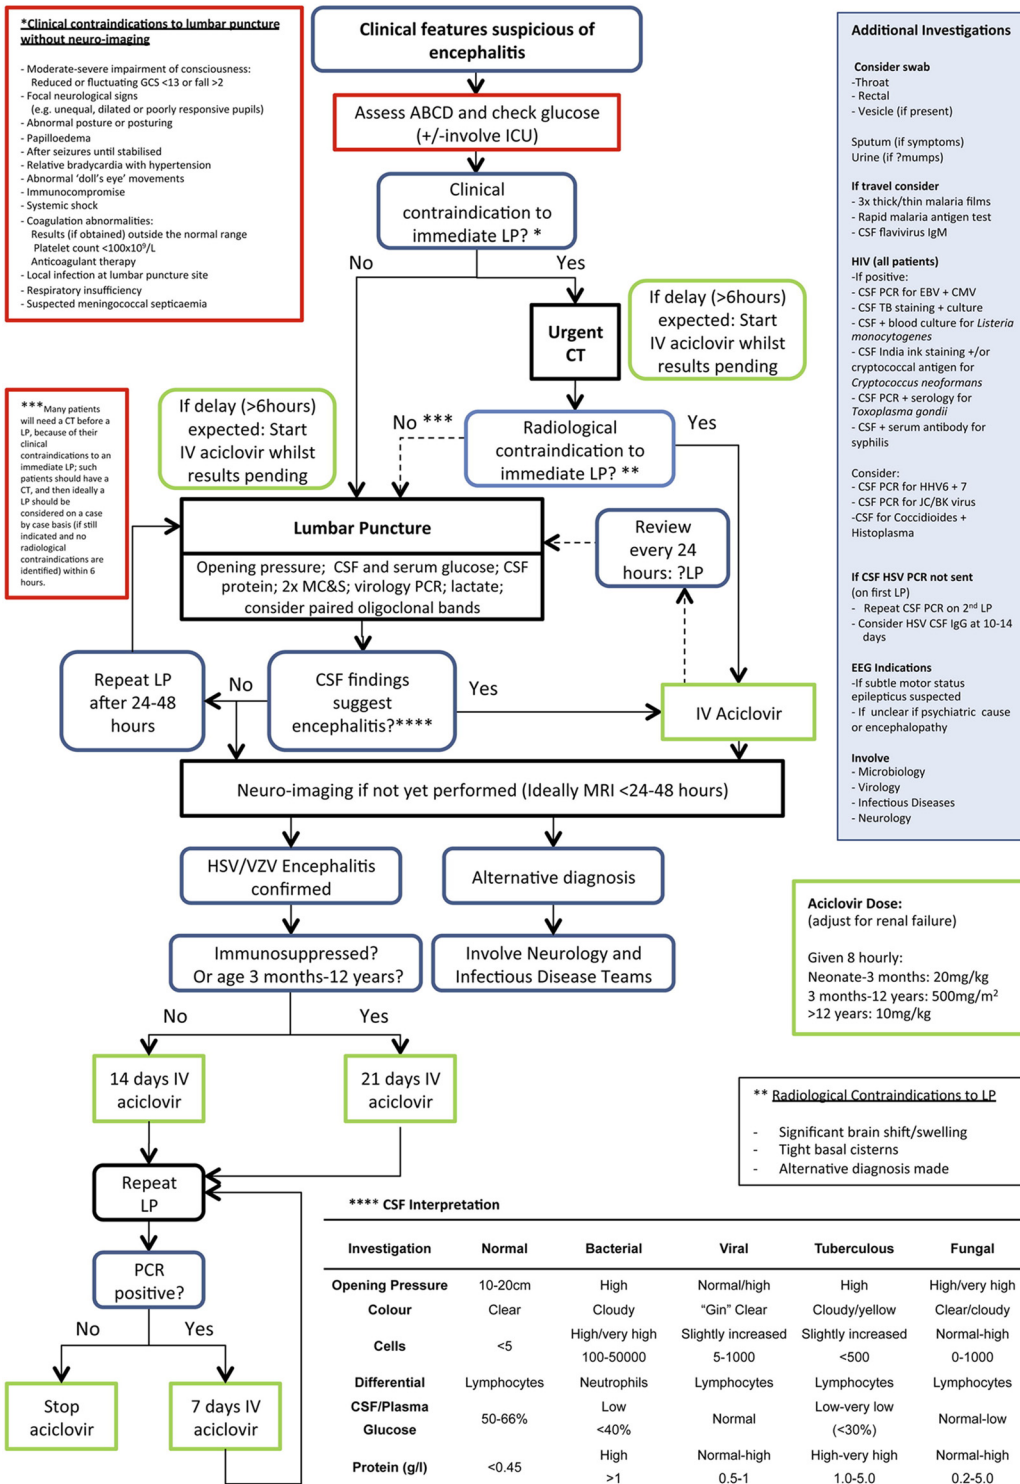 *Clinical contraindications to lumbar puncture
without neuro-imaging
- Moderate-severe impairment of consciousness:
Reduced or fluctuating GCS <13 or fall >2
- Focal neurological signs
(e.g. unequal, dilated or poorly responsive pupils)
- Abnormal posture or posturing
- Papilloedema
- After seizures until stabilised
- Relative bradycardia with hypertension
- Abnormal 'doll's eye' movements
- Immunocompromise
- Systemic shock
- Coagulation abnormalities:
Results (if obtained) outside the normal range
Platelet count <100x10⁹/L
Anticoagulant therapy
- Local infection at lumbar puncture site
- Respiratory insufficiency
- Suspected meningococcal septicaemia
Clinical features suspicious of
encephalitis
Assess ABCD and check glucose
(+/-involve ICU)
Clinical
contraindication to
immediate LP? *
No
Yes
If delay (>6hours)
expected: Start
IV aciclovir whilst
results pending
Urgent
CT
If delay (>6hours)
expected: Start
IV aciclovir whilst
results pending
No ***
Radiological
contraindication to
immediate LP? **
Yes
***Many patients
will need a CT before a
LP, because of their
clinical
contraindications to an
immediate LP; such
patients should have a
CT, and then ideally a
LP should be
considered on a case
by case basis (if still
indicated and no
radiological
contraindications are
identified) within 6
hours.
Lumbar Puncture
Opening pressure; CSF and serum glucose; CSF
protein; 2x MC&S; virology PCR; lactate;
consider paired oligoclonal bands
Review
every 24
hours: ?LP
Repeat LP
after 24-48
hours
No
CSF findings
suggest
encephalitis?****
Yes
IV Aciclovir
Neuro-imaging if not yet performed (Ideally MRI <24-48 hours)
HSV/VZV Encephalitis
confirmed
Alternative diagnosis
Immunosuppressed?
Or age 3 months-12 years?
Involve Neurology and
Infectious Disease Teams
No
Yes
14 days IV
aciclovir
21 days IV
aciclovir
Repeat
LP
PCR
positive?
No
Yes
Stop
aciclovir
7 days IV
aciclovir
Additional Investigations
Consider swab
-Throat
- Rectal
- Vesicle (if present)
Sputum (if symptoms)
Urine (if ?mumps)
If travel consider
- 3x thick/thin malaria films
- Rapid malaria antigen test
- CSF flavivirus IgM
HIV (all patients)
-If positive:
- CSF PCR for EBV + CMV
- CSF TB staining + culture
- CSF + blood culture for Listeria
monocytogenes
- CSF India ink staining +/or
cryptococcal antigen for
Cryptococcus neoformans
- CSF PCR + serology for
Toxoplasma gondii
- CSF + serum antibody for
syphilis
Consider:
- CSF PCR for HHV6 + 7
- CSF PCR for JC/BK virus
-CSF for Coccidioides +
Histoplasma
If CSF HSV PCR not sent
(on first LP)
- Repeat CSF PCR on 2ⁿᵈ LP
- Consider HSV CSF IgG at 10-14
days
EEG Indications
-If subtle motor status
epilepticus suspected
- If unclear if psychiatric cause
or encephalopathy
Involve
- Microbiology
- Virology
- Infectious Diseases
- Neurology
Aciclovir Dose:
(adjust for renal failure)
Given 8 hourly:
Neonate-3 months: 20mg/kg
3 months-12 years: 500mg/m²
>12 years: 10mg/kg
** Radiological Contraindications to LP
- Significant brain shift/swelling
- Tight basal cisterns
- Alternative diagnosis made
**** CSF Interpretation
Investigation Normal Bacterial Viral Tuberculous Fungal
Opening Pressure 10-20cm High Normal/high High High/very high
Colour Clear Cloudy "Gin" Clear Cloudy/yellow Clear/cloudy
Cells <5 High/very high Slightly increased Slightly increased Normal-high
100-50000 5-1000 <500 0-1000
Differential Lymphocytes Neutrophils Lymphocytes Lymphocytes Lymphocytes
CSF/Plasma Low Low-very low
Glucose 50-66% <40% Normal (<30%) Normal-low
Protein (g/l) <0.45 High Normal-high High-very high Normal-high
>1 0.5-1 1.0-5.0 0.2-5.0